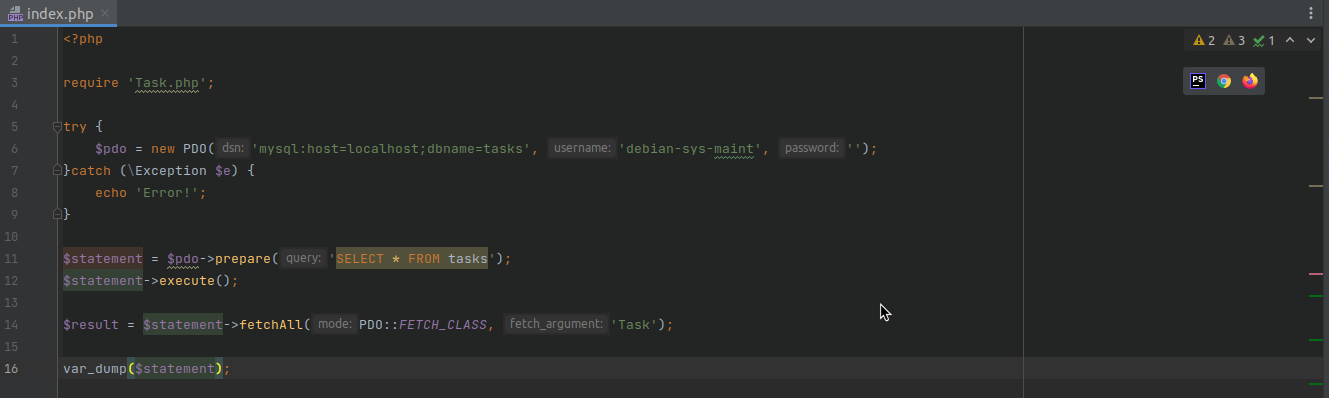 index.php
1 <?php
2
3 require 'Task.php';
4
5 try {
6 $pdo = new PDO( dsn: 'mysql:host=localhost;dbname=tasks', username: 'debian-sys-maint', password: '');
7 }catch (\Exception $e) {
8 echo 'Error!';
9 }
10
11 $statement = $pdo->prepare( query: 'SELECT * FROM tasks');
12 $statement->execute();
13
14 $result = $statement->fetchAll( mode: PDO::FETCH_CLASS, fetch_argument: 'Task');
15
16 var_dump($statement);
2 3 1
PS